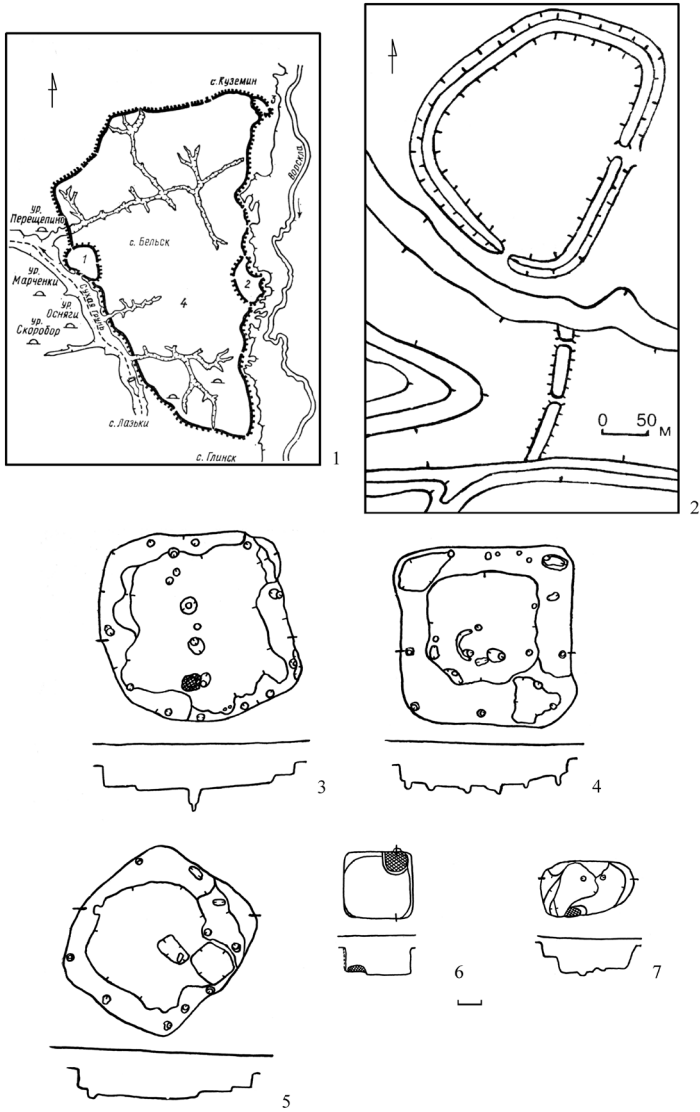 с. Куземин
3
Ворскла
ур. Перещепино
1
с. Бельск
ур. Марченки
Сухая Грунь
2
ур. Осняги
4
ур. Скоробор
с. Лазьки
с. Глинск
1
0 50 М
2
3
4
5
6
7